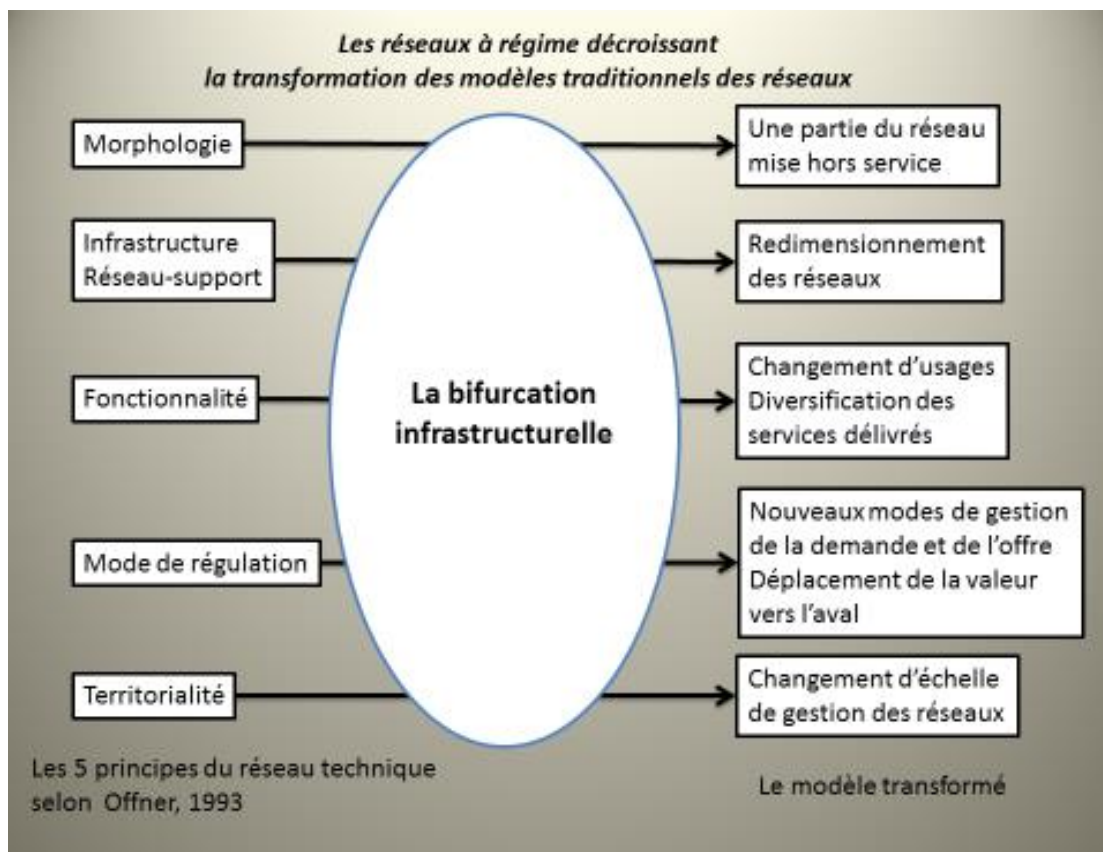 Les réseaux à régime décroissant
la transformation des modèles traditionnels des réseaux
Morphologie
Une partie du réseau
mise hors service
Infrastructure
Réseau-support
Redimensionnement
des réseaux
Fonctionnalité
La bifurcation
infrastructurelle
Changement d'usages
Diversification des
services délivrés
Mode de régulation
Nouveaux modes de gestion
de la demande et de l'offre
Déplacement de la valeur
vers l'aval
Territorialité
Changement d'échelle
de gestion des réseaux
Les 5 principes du réseau technique
selon Offner, 1993
Le modèle transformé